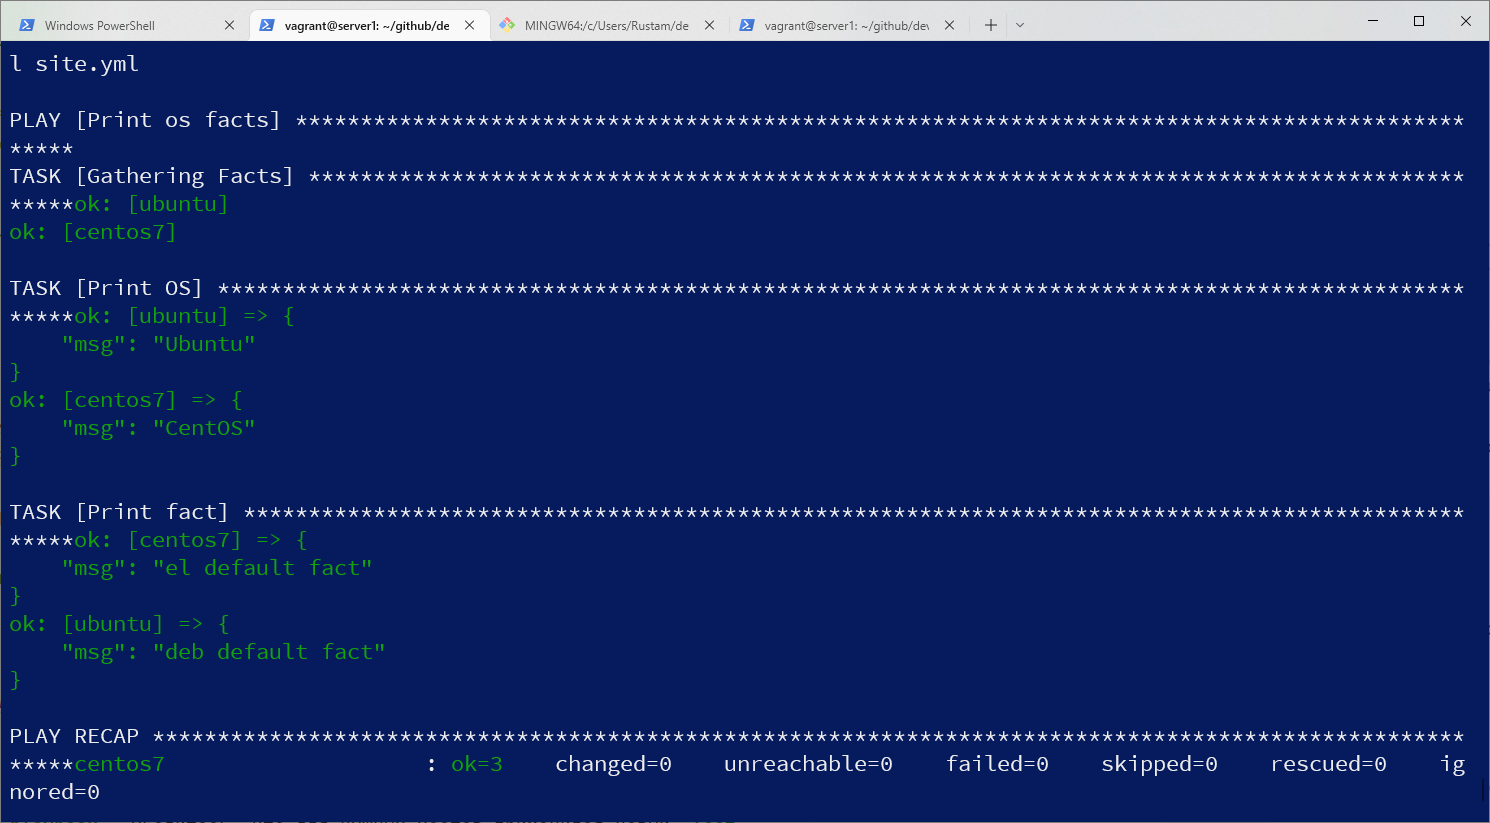 Windows PowerShell
vagrant@server1: ~/github/de
MINGW64:/c/Users/Rustam/de
vagrant@server1: ~/github/dev
l site.yml
PLAY [Print os facts] ******************************************************************************************
*****
TASK [Gathering Facts] *****************************************************************************************
*****ok: [ubuntu]
ok: [centos7]
TASK [Print OS] ************************************************************************************************
*****ok: [ubuntu] => {
    "msg": "Ubuntu"
}
ok: [centos7] => {
    "msg": "CentOS"
}
TASK [Print fact] **********************************************************************************************
*****ok: [centos7] => {
    "msg": "el default fact"
}
ok: [ubuntu] => {
    "msg": "deb default fact"
}
PLAY RECAP *****************************************************************************************************
*****centos7                    : ok=3    changed=0    unreachable=0    failed=0    skipped=0    rescued=0    ig
nored=0